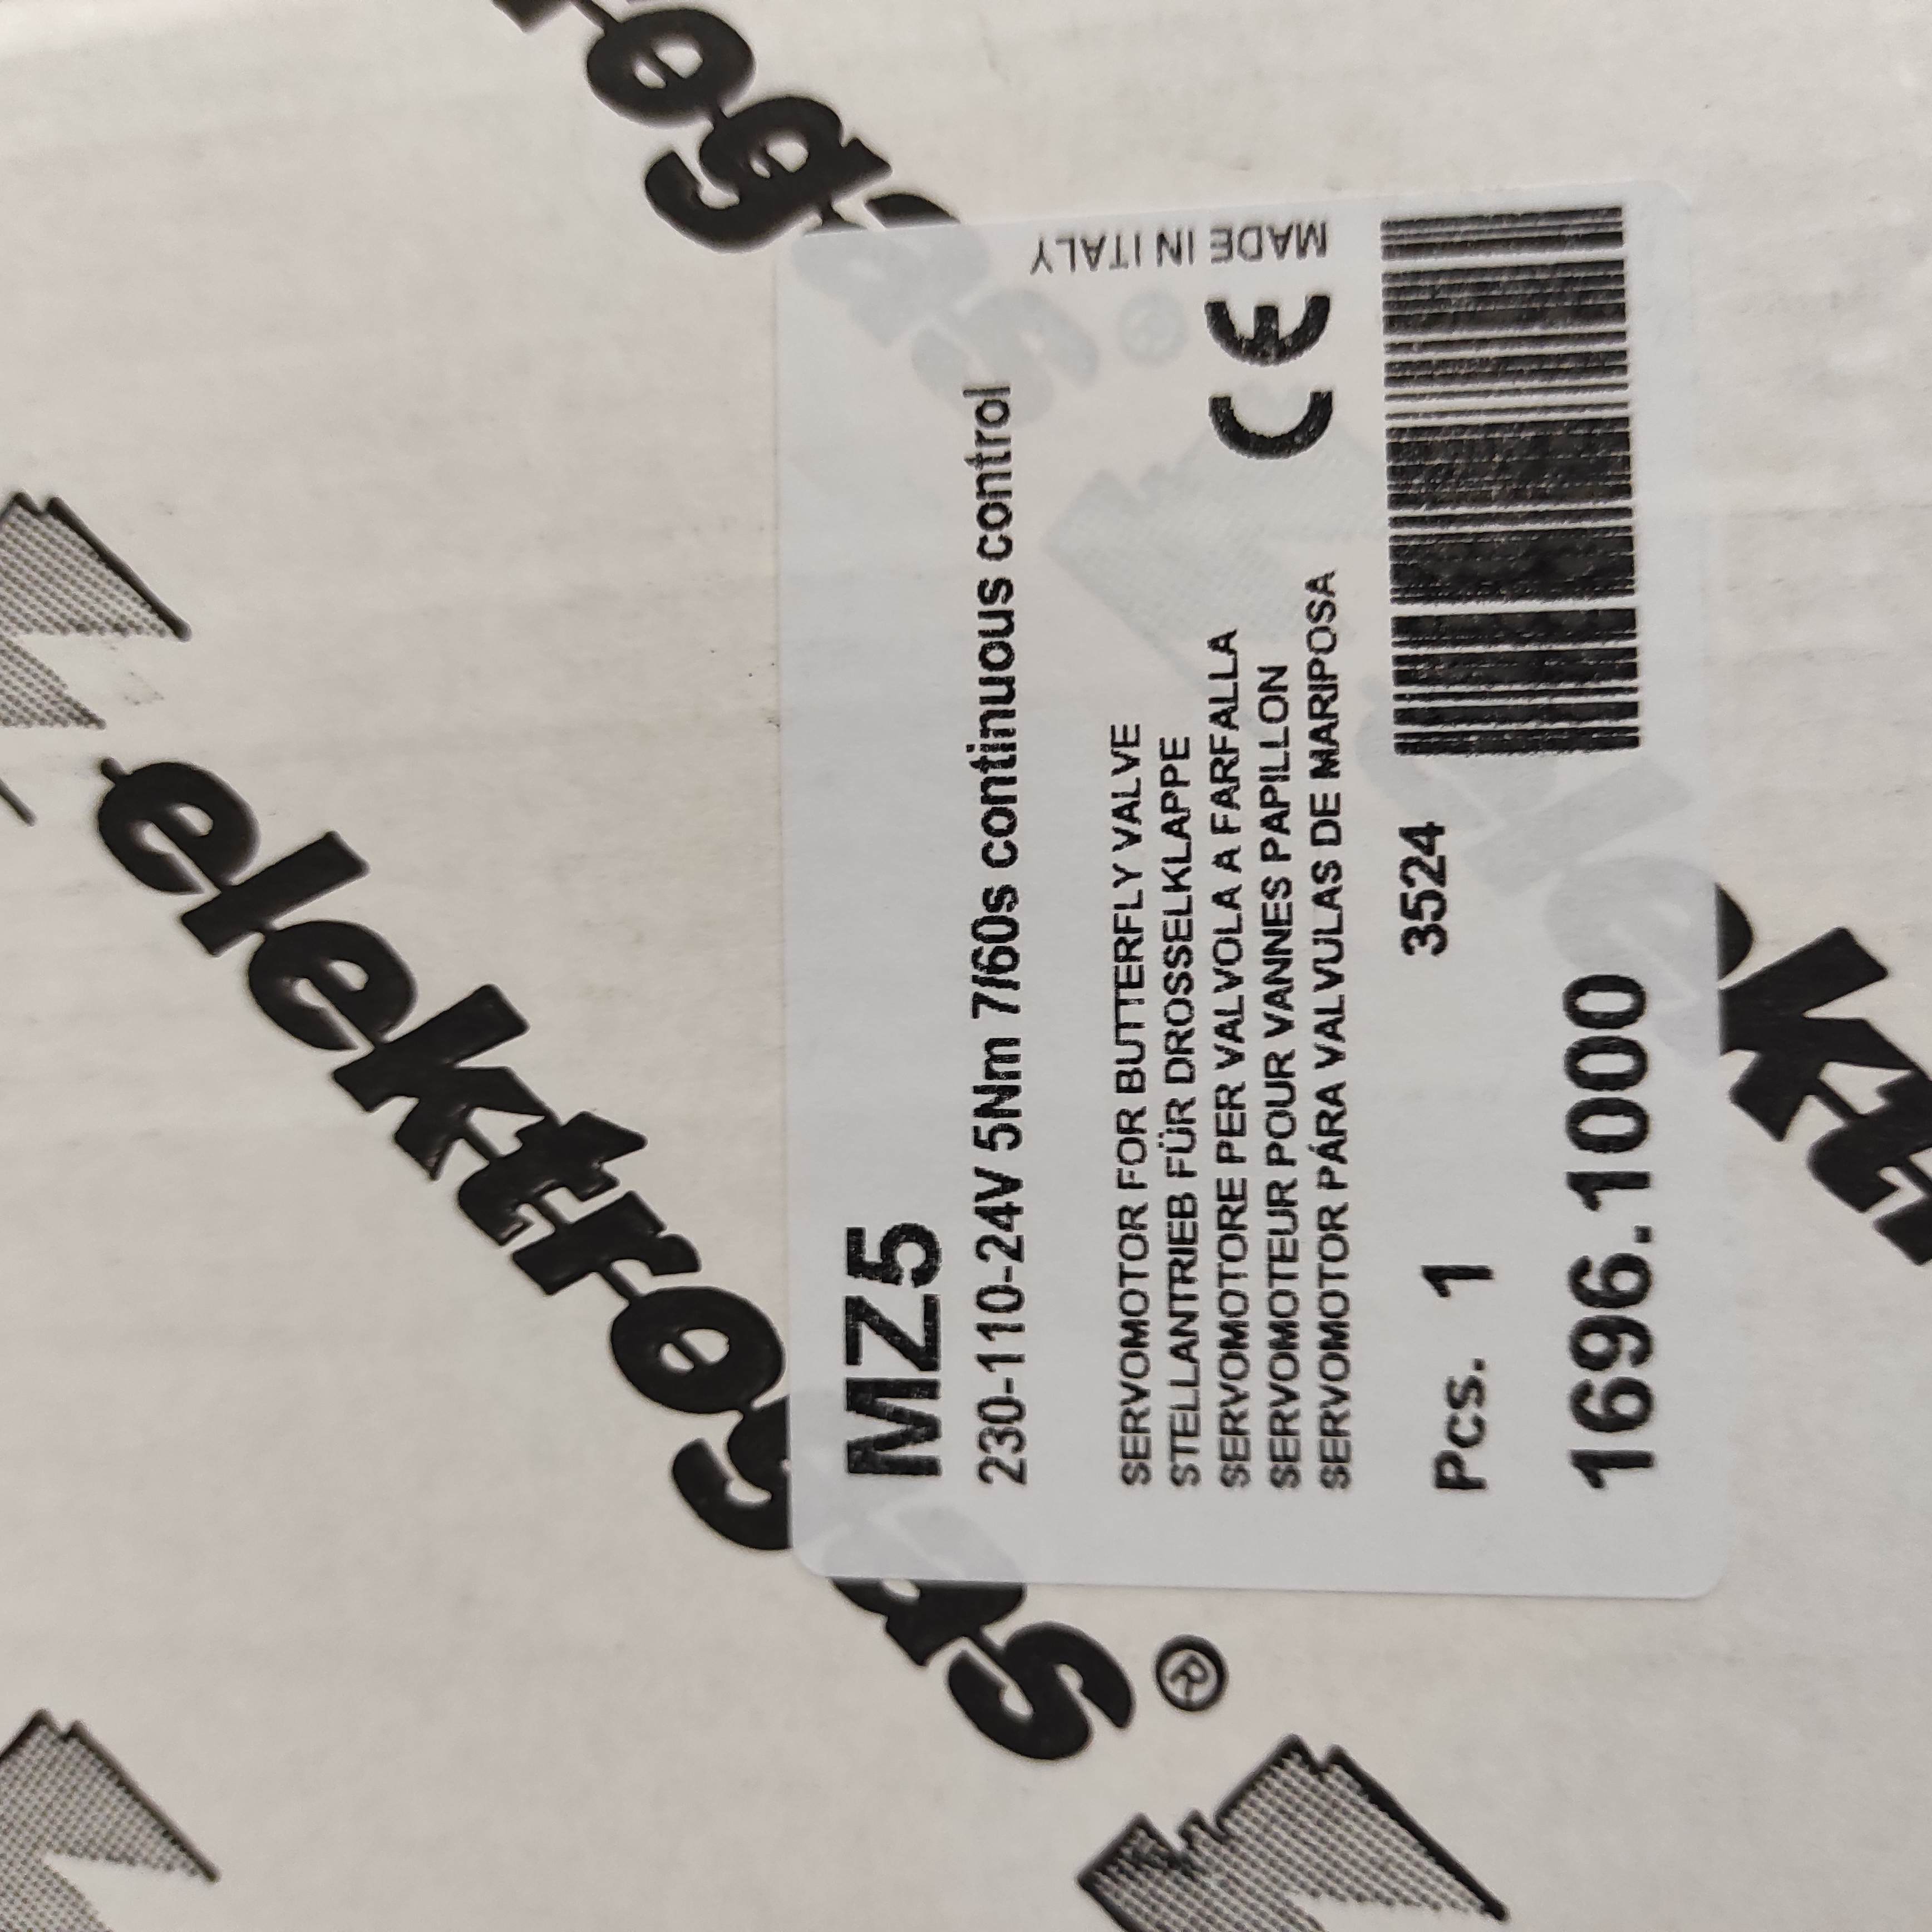 elektrogas®
MZ5
230-110-24V 5Nm 7/60s continuous control
SERVOMOTOR FOR BUTTERFLY VALVE
STELLANTRIEB FÜR DROSSELKLAPPE
SERVOMOTORE PER VALVOLA A FARFALLA
SERVOMOTEUR POUR VANNES PAPILLON
SERVOMOTOR PÁRA VALVULAS DE MARIPOSA
CE
MADE IN ITALY
Pcs. 1
3524
1696.1000